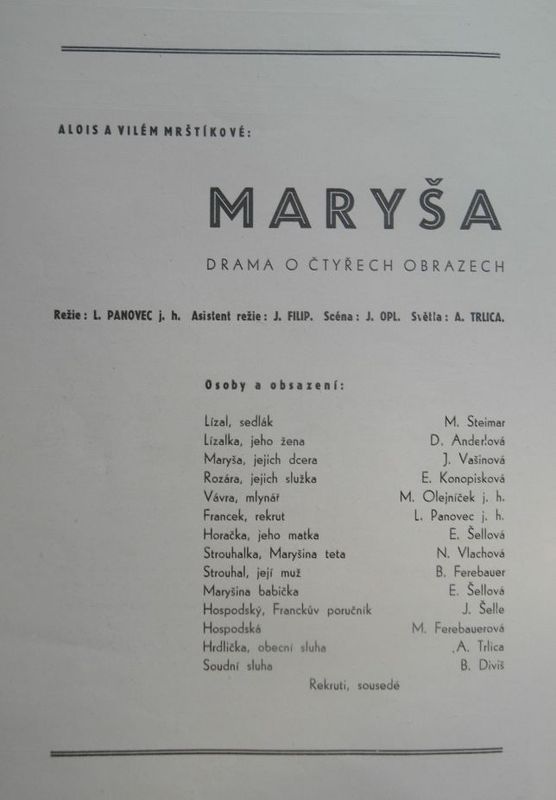 ALOIS A VILÉM MRŠTÍKOVÉ:
MARYŠA
DRAMA O ČTYŘECH OBRAZECH
Režie: L. PANOVEC j. h. Asistent režie: J. FILIP. Scéna: J. OPL. Světla: A. TRLICA.
Osoby a obsazení:
Lízal, sedlák M. Steimar
Lízalka, jeho žena D. Anderlová
Maryša, jejich dcera J. Vašinová
Rozára, jejich služka E. Konopisková
Vávra, mlynář M. Olejníček j. h.
Francek, rekrut L. Panovec j. h.
Horačka, jeho matka E. Šellová
Strouhalka, Maryšina teta N. Vlachová
Strouhal, její muž B. Ferebauer
Maryšina babička E. Šellová
Hospodský, Franckův poručník J. Šelle
Hospodská M. Ferebauerová
Hrdlička, obecní sluha A. Trlica
Soudní sluha B. Diviš
Rekruti, sousedé